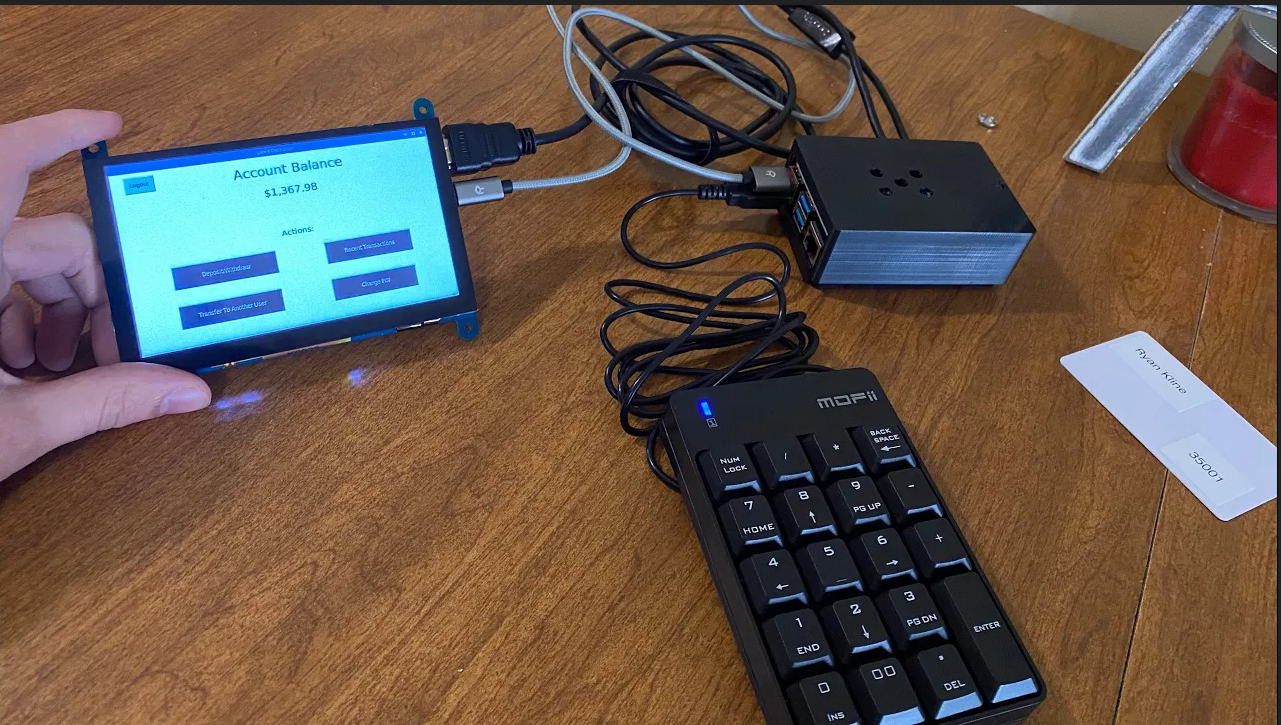 Logout
Account Balance
$1,367.98
Actions:
Deposit/Withdraw
Recent Transactions
Transfer To Another User
Change PIN
HDMI
MOFII
NUM LOCK
/
*
BACK SPACE
←
7 HOME
8 ↑
9 PG UP
-
4 ←
5
6 →
+
1 END
2 ↓
3 PG DN
ENTER
0 INS
00
. DEL
Ryan Kline
35001